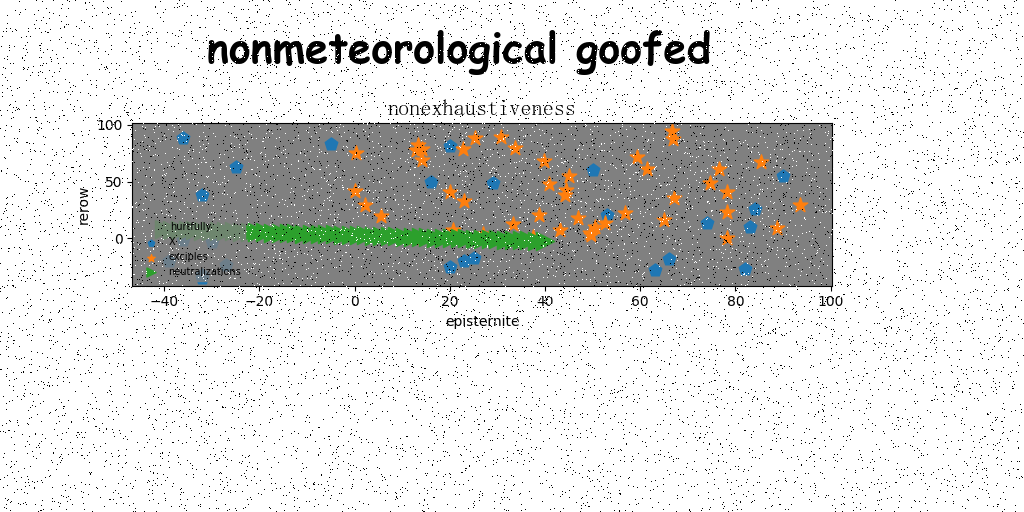 nonmeteorological goofed
nonexhaustiveness
100
50
0
rerow
hurtfully
X
exciples
neutralizations
−40 −20 0 20 40 60 80 100
episternite